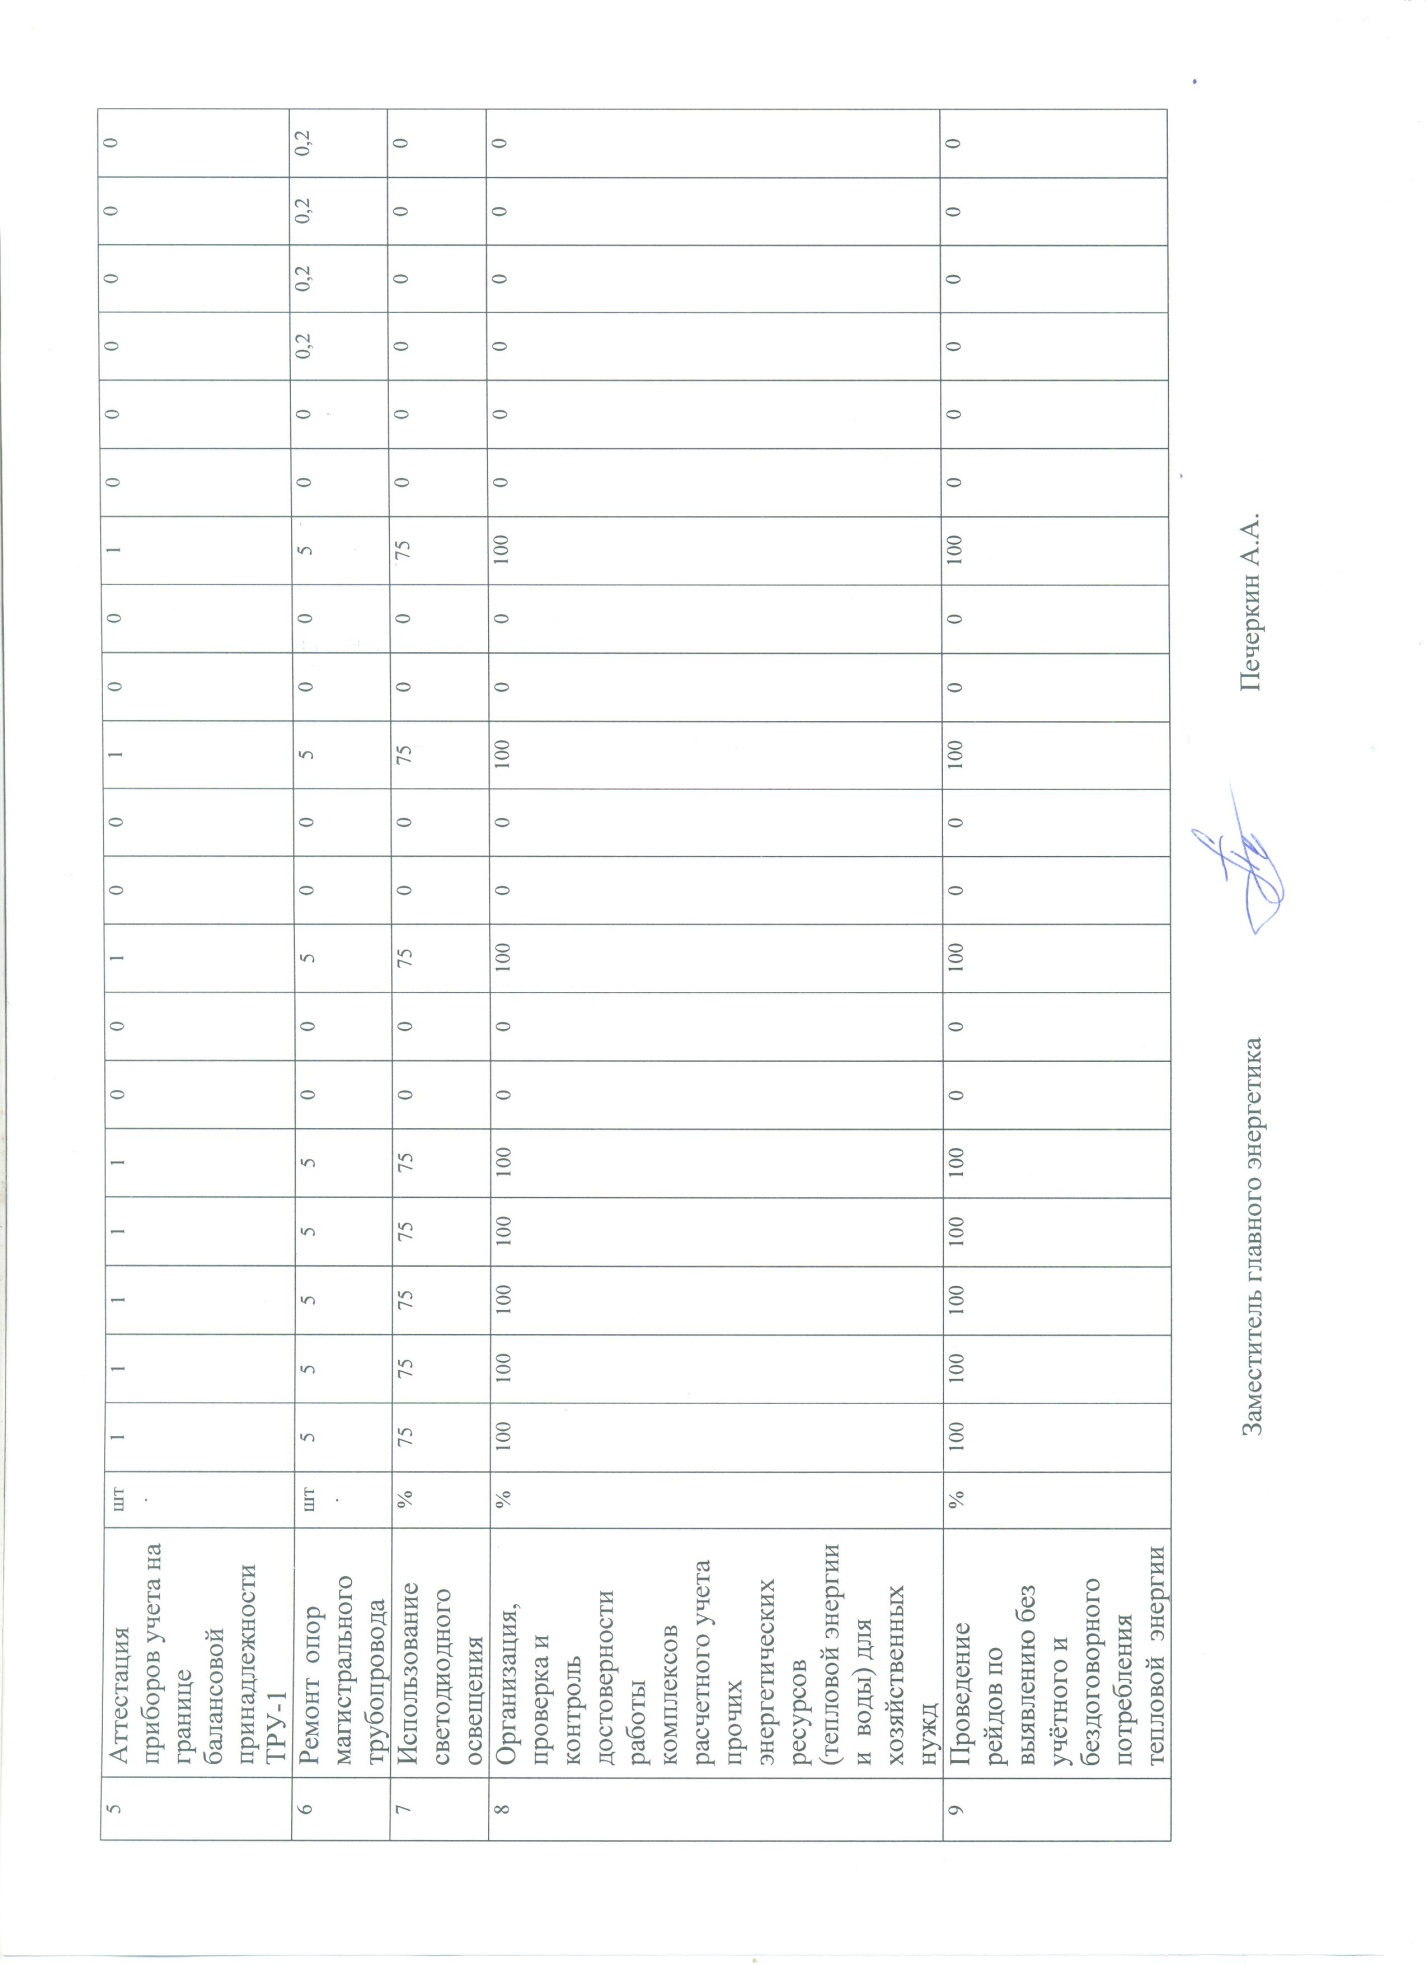 5 Аттестация шт 1 1 1 1 1 0 0 1 0 0 1 0 0 1 0 0 0 0 0 0
приборов учета на .
границе
балансовой
принадлежности
ТРУ-1
6 Ремонт опор шт 5 5 5 5 5 0 0 5 0 0 5 0 0 5 0 0 0,2 0,2 0,2 0,2
магистрального .
трубопровода
7 Использование % 75 75 75 75 75 0 0 75 0 0 75 0 0 75 0 0 0 0 0 0
светодиодного
освещения
8 Организация, % 100 100 100 100 100 0 0 100 0 0 100 0 0 100 0 0 0 0 0 0
проверка и
контроль
достоверности
работы
комплексов
расчетного учета
прочих
энергетических
ресурсов
(тепловой энергии
и воды) для
хозяйственных
нужд
9 Проведение % 100 100 100 100 100 0 0 100 0 0 100 0 0 100 0 0 0 0 0 0
рейдов по
выявлению без
учётного и
бездоговорного
потребления
тепловой энергии
Заместитель главного энергетика Печеркин А.А.